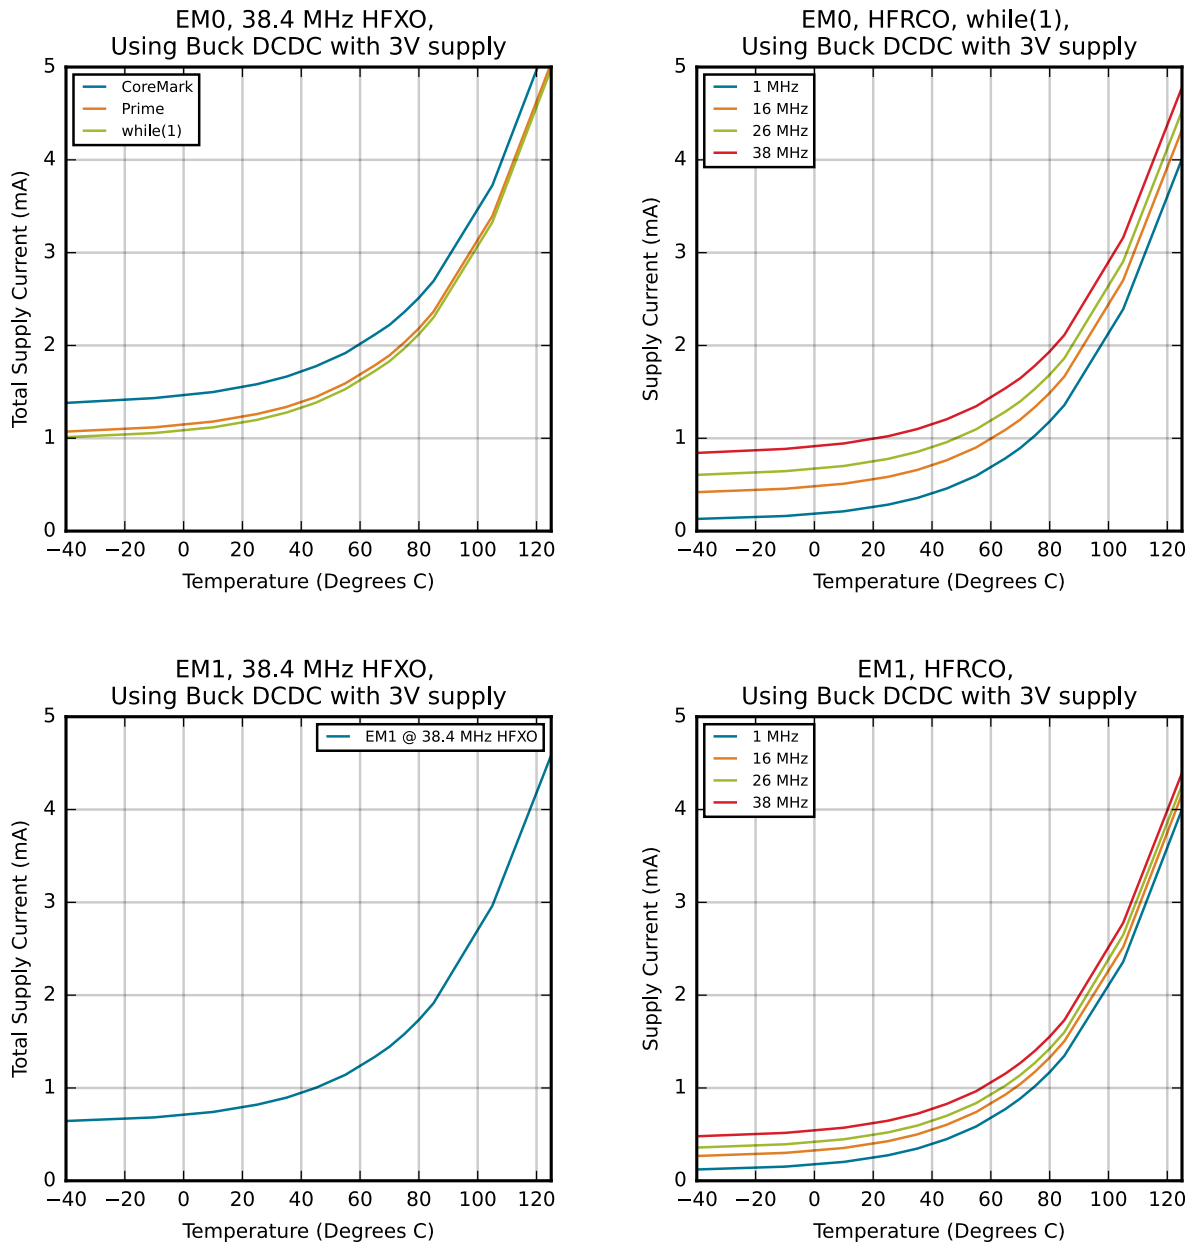 EM0, 38.4 MHz HFXO,
Using Buck DCDC with 3V supply
5
4
3
2
1
0
Total Supply Current (mA)
CoreMark
Prime
while(1)
−40 −20 0 20 40 60 80 100 120
Temperature (Degrees C)
EM0, HFRCO, while(1),
Using Buck DCDC with 3V supply
5
4
3
2
1
0
Supply Current (mA)
1 MHz
16 MHz
26 MHz
38 MHz
−40 −20 0 20 40 60 80 100 120
Temperature (Degrees C)
EM1, 38.4 MHz HFXO,
Using Buck DCDC with 3V supply
5
4
3
2
1
0
Total Supply Current (mA)
EM1 @ 38.4 MHz HFXO
−40 −20 0 20 40 60 80 100 120
Temperature (Degrees C)
EM1, HFRCO,
Using Buck DCDC with 3V supply
5
4
3
2
1
0
Supply Current (mA)
1 MHz
16 MHz
26 MHz
38 MHz
−40 −20 0 20 40 60 80 100 120
Temperature (Degrees C)